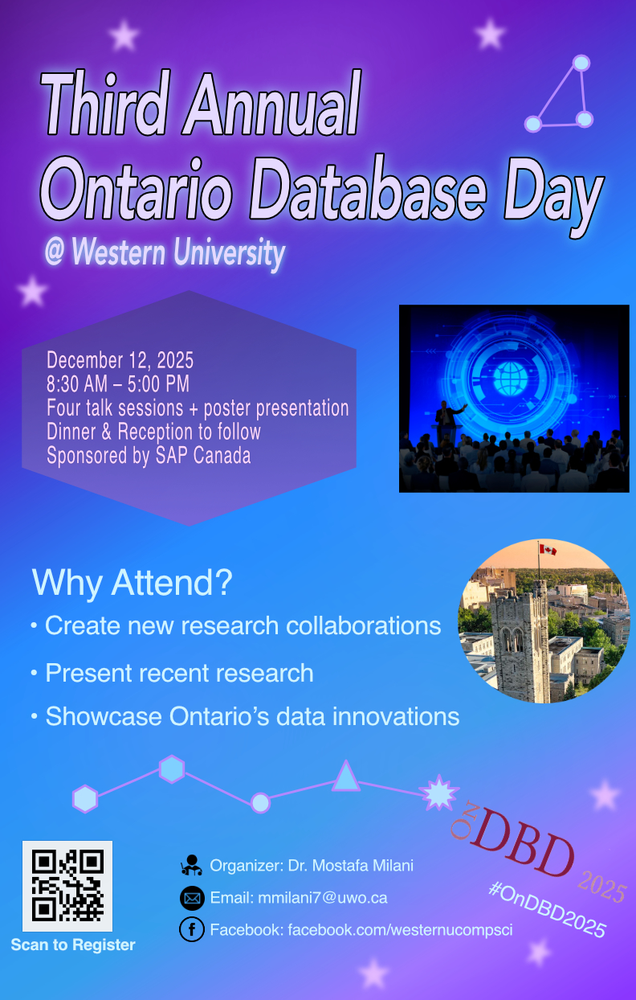 Third Annual
Ontario Database Day
@ Western University
December 12, 2025
8:30 AM – 5:00 PM
Four talk sessions + poster presentation
Dinner & Reception to follow
Sponsored by SAP Canada
Why Attend?
• Create new research collaborations
• Present recent research
• Showcase Ontario’s data innovations
ON DBD 2025
#OnDBD2025
Organizer: Dr. Mostafa Milani
Email: mmilani7@uwo.ca
Facebook: facebook.com/westernucompsci
Scan to Register